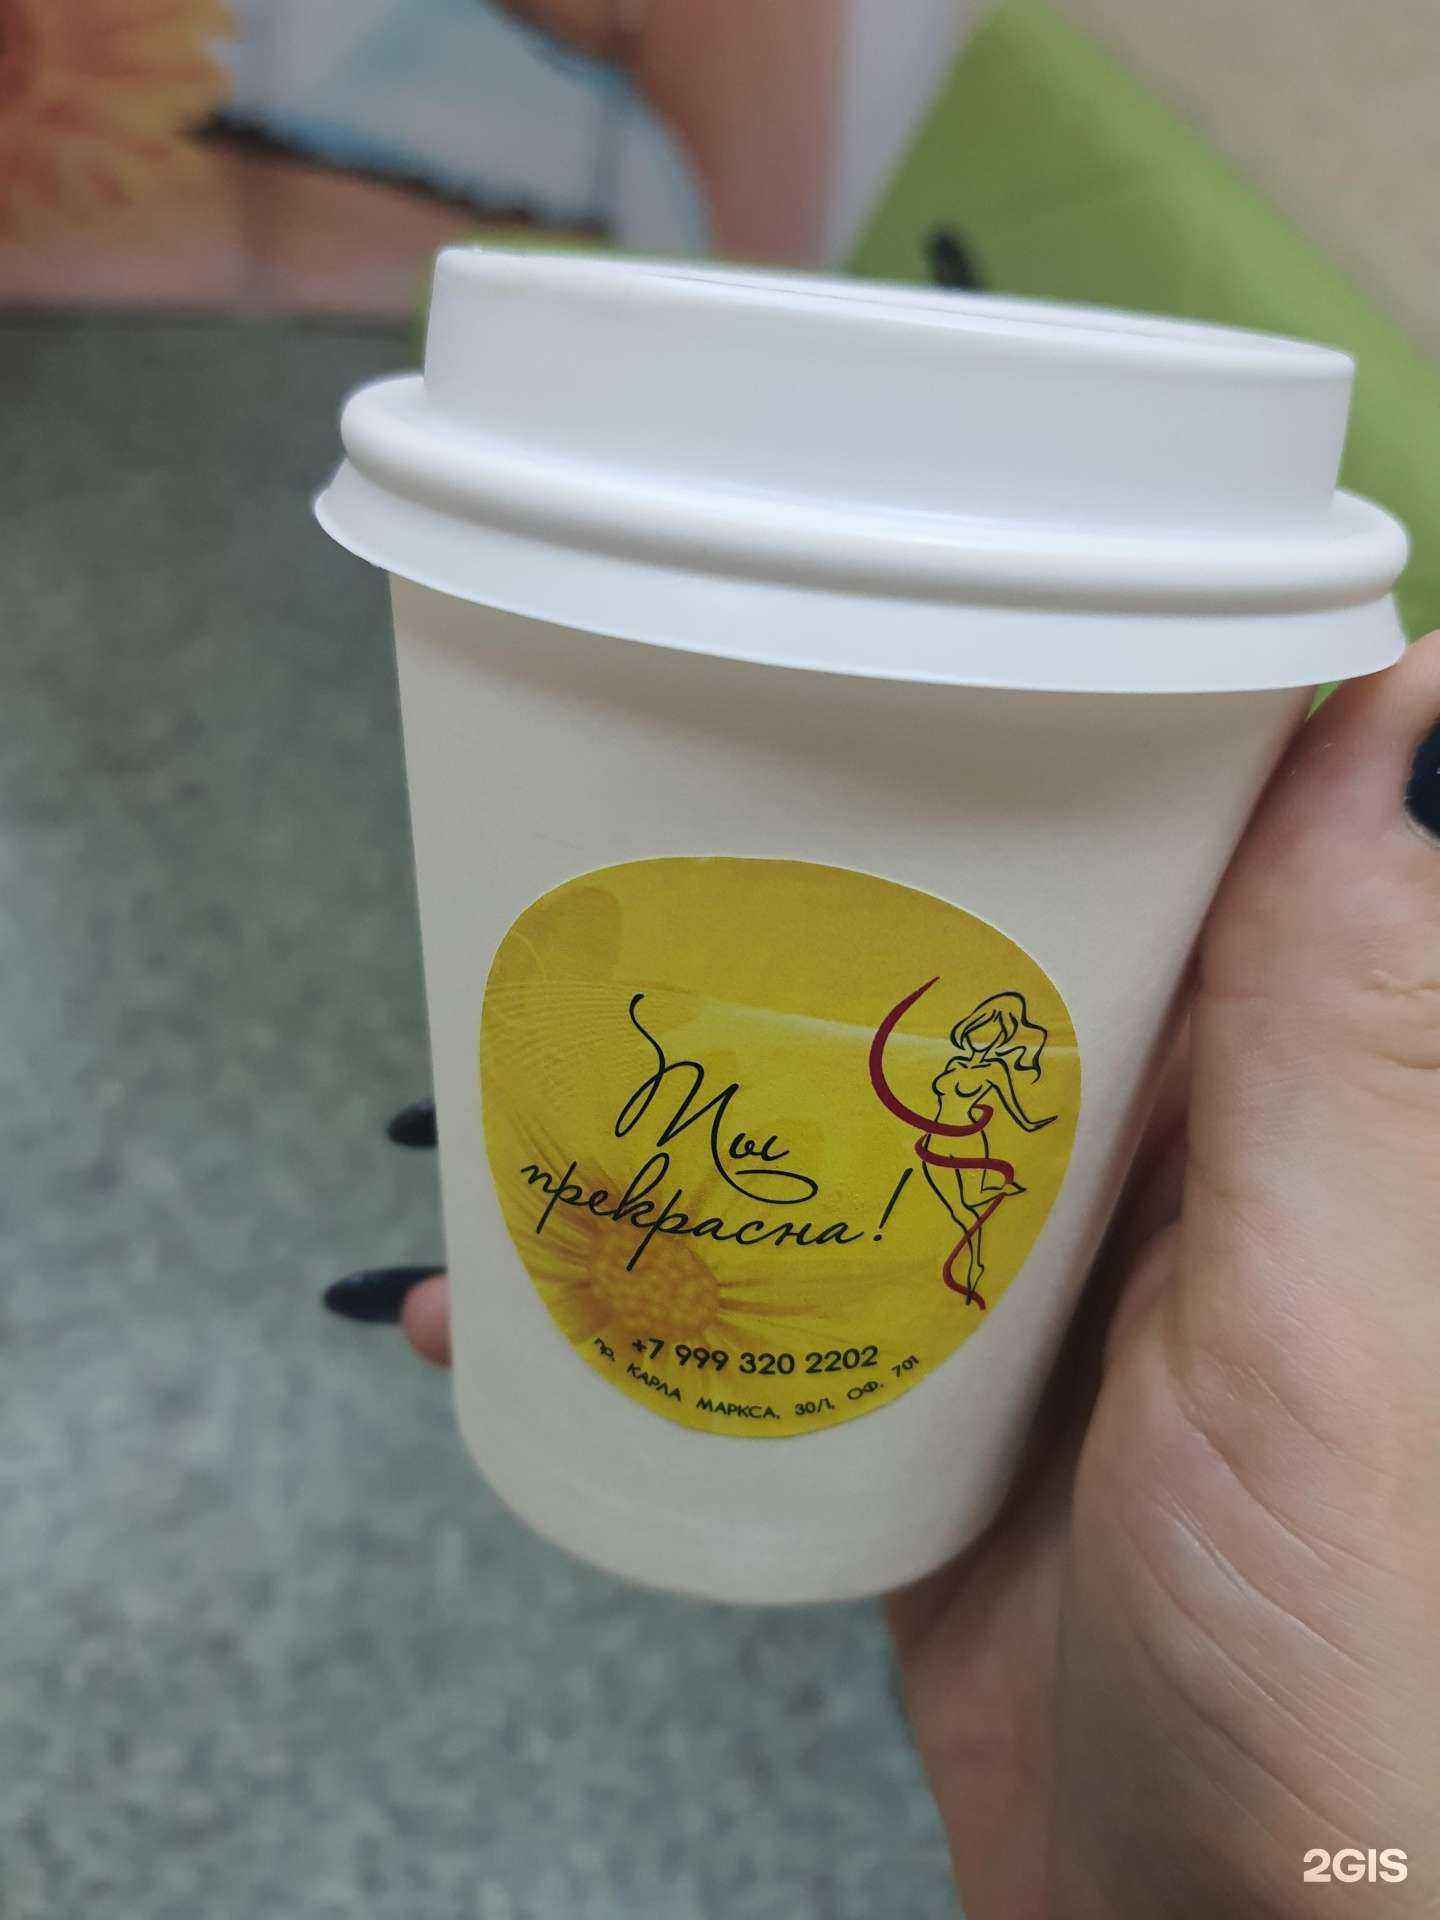 Ты
прекрасна!
+7 999 320 2202
пр. КАРЛА МАРКСА, 30/1, ОФ. 701
2GIS